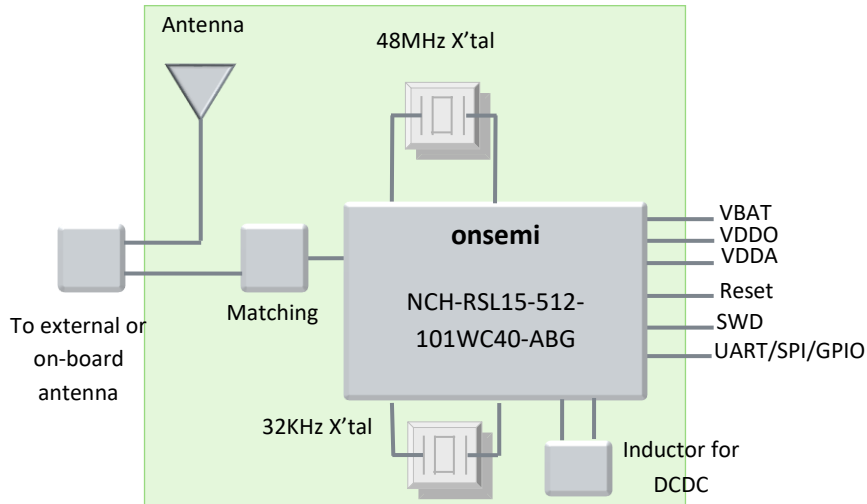 Antenna
48MHz X’tal
onsemi
NCH-RSL15-512-
101WC40-ABG
VBAT
VDDO
VDDA
Reset
SWD
UART/SPI/GPIO
Matching
To external or
on-board
antenna
32KHz X’tal
Inductor for
DCDC